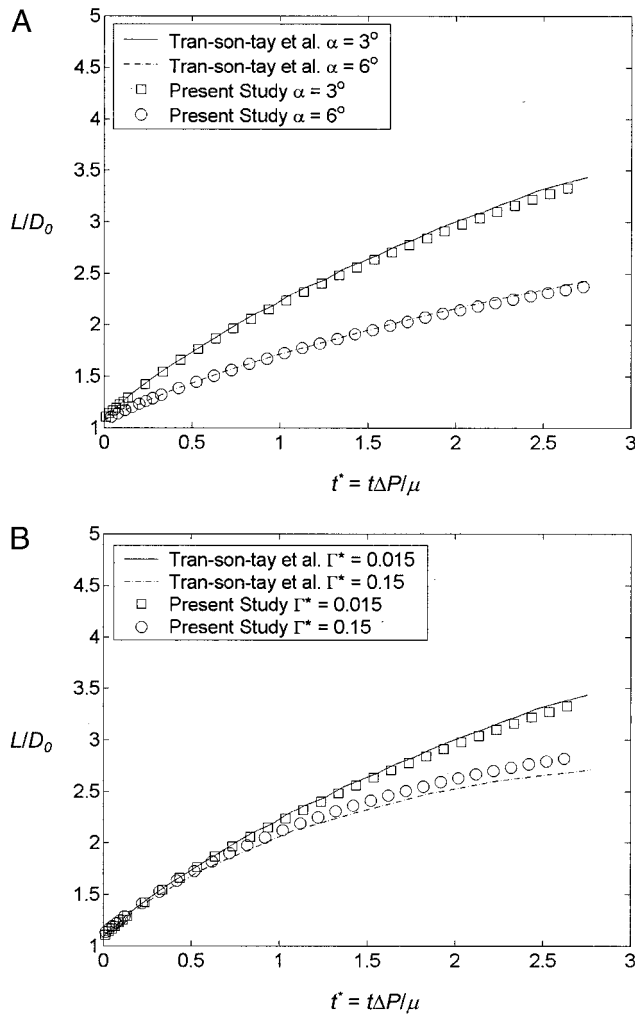 A
Tran-son-tay et al. α = 3°
Tran-son-tay et al. α = 6°
Present Study α = 3°
Present Study α = 6°
5
4.5
4
3.5
3
2.5
2
1.5
1
L/D₀
0
0.5
1
1.5
2
2.5
3
t* = tΔP/μ
B
Tran-son-tay et al. Γ* = 0.015
Tran-son-tay et al. Γ* = 0.15
Present Study Γ* = 0.015
Present Study Γ* = 0.15
5
4.5
4
3.5
3
2.5
2
1.5
1
L/D₀
0
0.5
1
1.5
2
2.5
3
t* = tΔP/μ